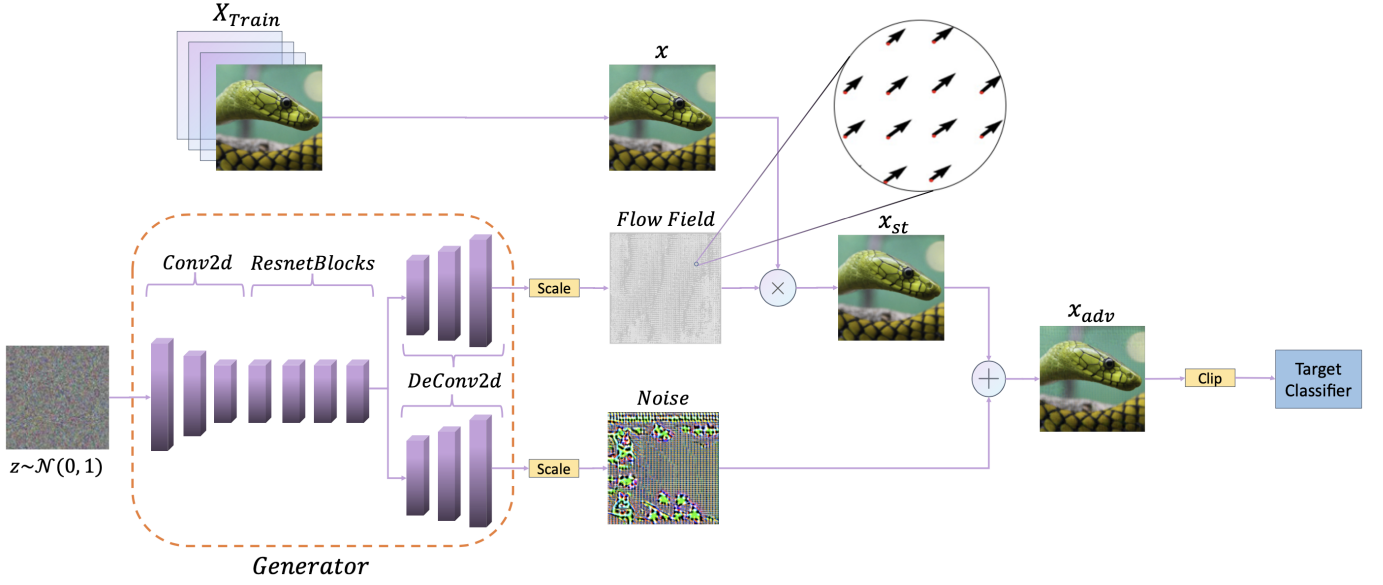 X_Train
x
Flow Field
x_st
Conv2d
ResnetBlocks
Scale
×
x_adv
DeConv2d
+
Clip
Target
Classifier
Noise
z~𝒩(0, 1)
Scale
Generator